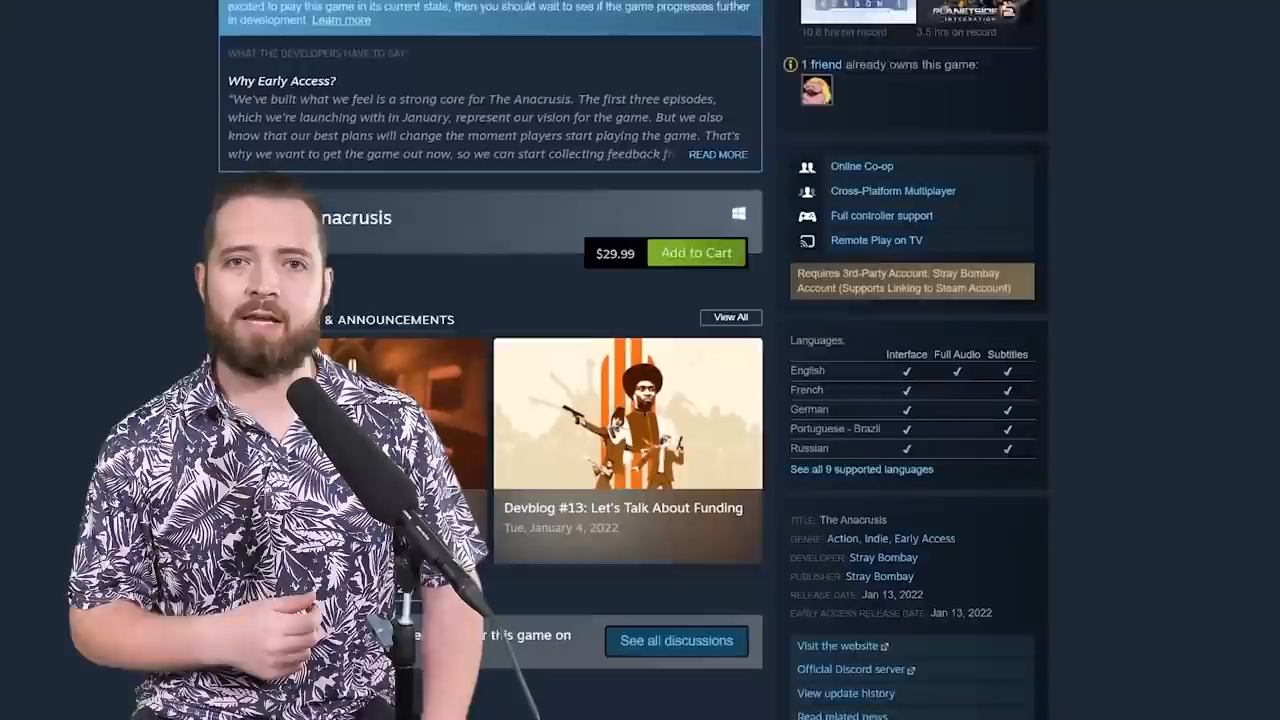 excited to play this game in its current state, then you should wait to see if the game progresses further
in development. Learn more
WHAT THE DEVELOPERS HAVE TO SAY:
Why Early Access?
“We've built what we feel is a strong core for The Anacrusis. The first three episodes,
which we're launching with in January, represent our vision for the game. But we also
know that our best plans will change the moment players start playing the game. That's
why we want to get the game out now, so we can start collecting feedback fr
READ MORE
nacrusis
$29.99
Add to Cart
& ANNOUNCEMENTS
View All
Devblog #13: Let's Talk About Funding
Tue, January 4, 2022
r this game on
See all discussions
PLANETSIDE 2
INTEGRATION
10.6 hrs on record
3.5 hrs on record
1 friend already owns this game:
Online Co-op
Cross-Platform Multiplayer
Full controller support
Remote Play on TV
Requires 3rd-Party Account: Stray Bombay
Account (Supports Linking to Steam Account)
Languages:
Interface Full Audio Subtitles
English ✔ ✔ ✔
French ✔ ✔
German ✔ ✔
Portuguese - Brazil ✔ ✔
Russian ✔ ✔
See all 9 supported languages
TITLE: The Anacrusis
GENRE: Action, Indie, Early Access
DEVELOPER: Stray Bombay
PUBLISHER: Stray Bombay
RELEASE DATE: Jan 13, 2022
EARLY ACCESS RELEASE DATE: Jan 13, 2022
Visit the website
Official Discord server
View update history
Read related news